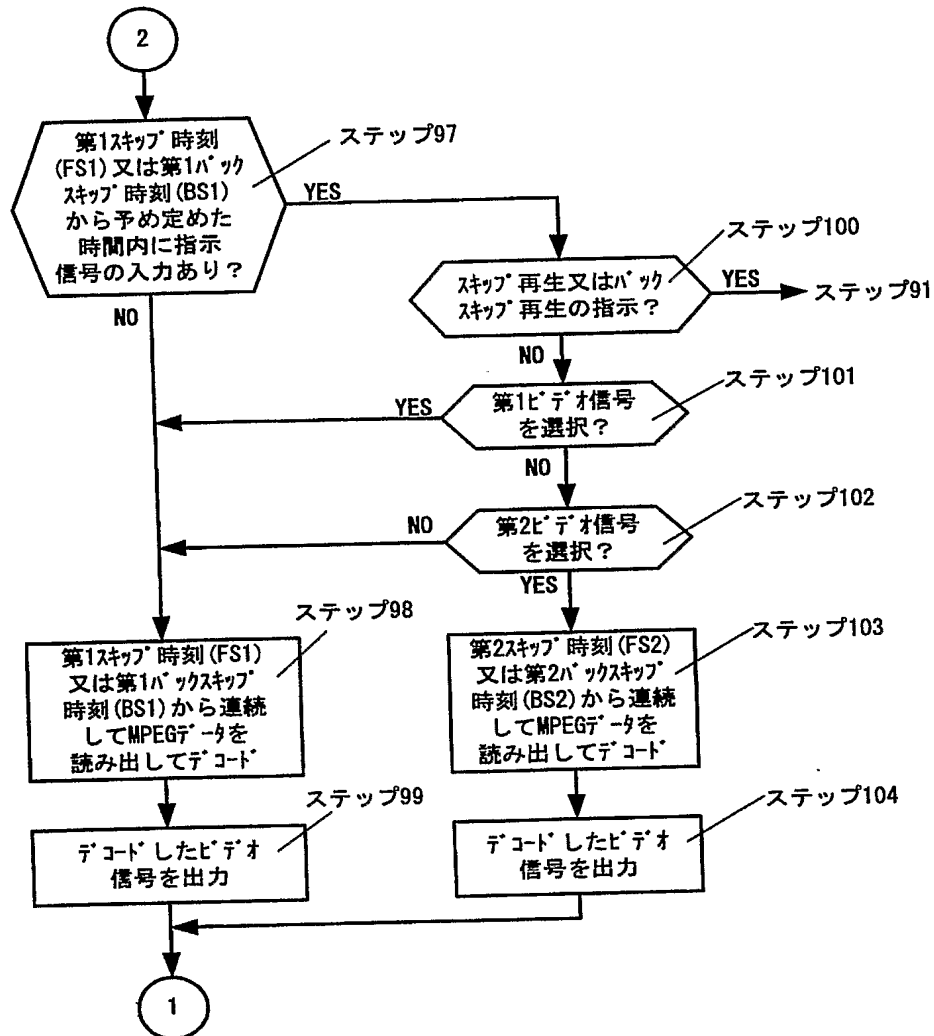 2
第1スキップ時刻
(FS1)又は第1バック
スキップ時刻(BS1)
から予め定めた
時間内に指示
信号の入力あり？
ステップ97
YES
NO
スキップ再生又はバック
スキップ再生の指示？
ステップ100
YES
ステップ91
NO
第1ビデオ信号
を選択？
ステップ101
YES
NO
第2ビデオ信号
を選択？
ステップ102
NO
YES
第1スキップ時刻(FS1)
又は第1バックスキップ
時刻(BS1)から連続
してMPEGデータを
読み出してデコード
ステップ98
第2スキップ時刻(FS2)
又は第2バックスキップ
時刻(BS2)から連続
してMPEGデータを
読み出してデコード
ステップ103
デコードしたビデオ
信号を出力
ステップ99
デコードしたビデオ
信号を出力
ステップ104
1